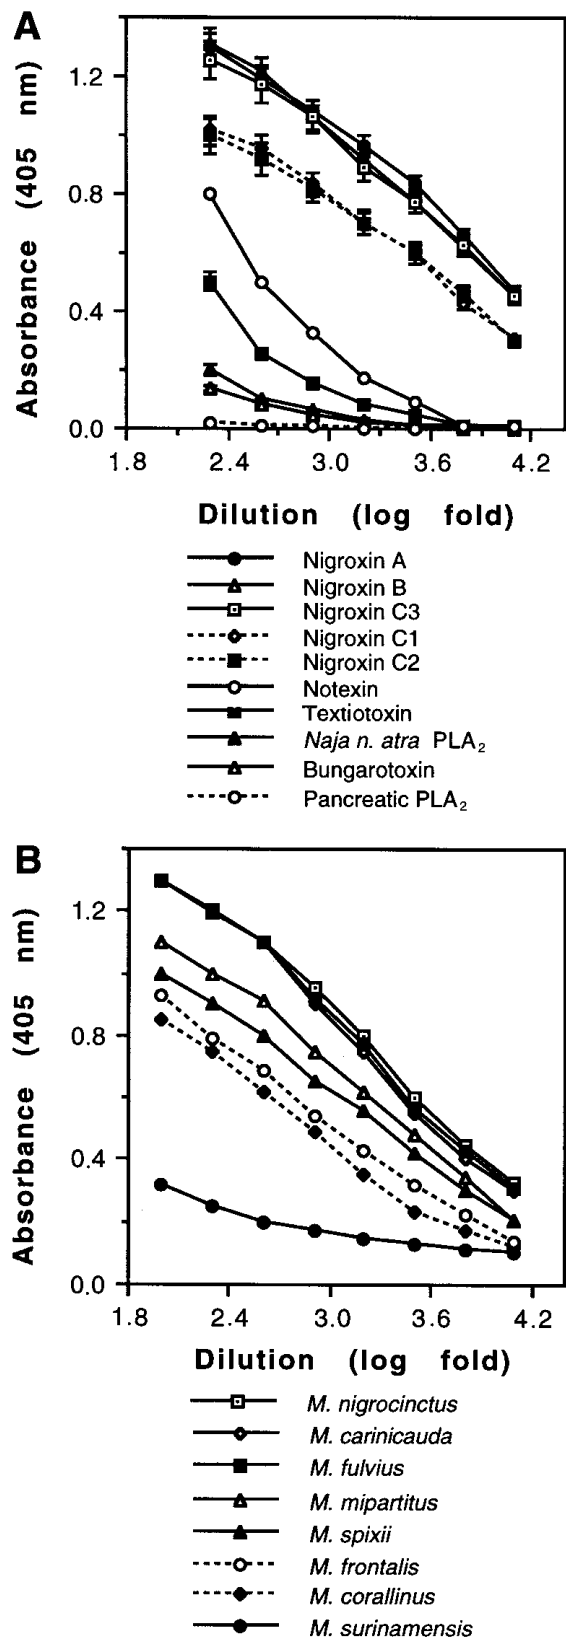 A
Absorbance (405 nm)
1.2
0.8
0.4
0.0
1.8 2.4 3.0 3.6 4.2
Dilution (log fold)
Nigroxin A
Nigroxin B
Nigroxin C3
Nigroxin C1
Nigroxin C2
Notexin
Textiotoxin
Naja n. atra PLA2
Bungarotoxin
Pancreatic PLA2
B
Absorbance (405 nm)
1.2
0.8
0.4
0.0
1.8 2.4 3.0 3.6 4.2
Dilution (log fold)
M. nigrocinctus
M. carinicauda
M. fulvius
M. mipartitus
M. spixii
M. frontalis
M. corallinus
M. surinamensis